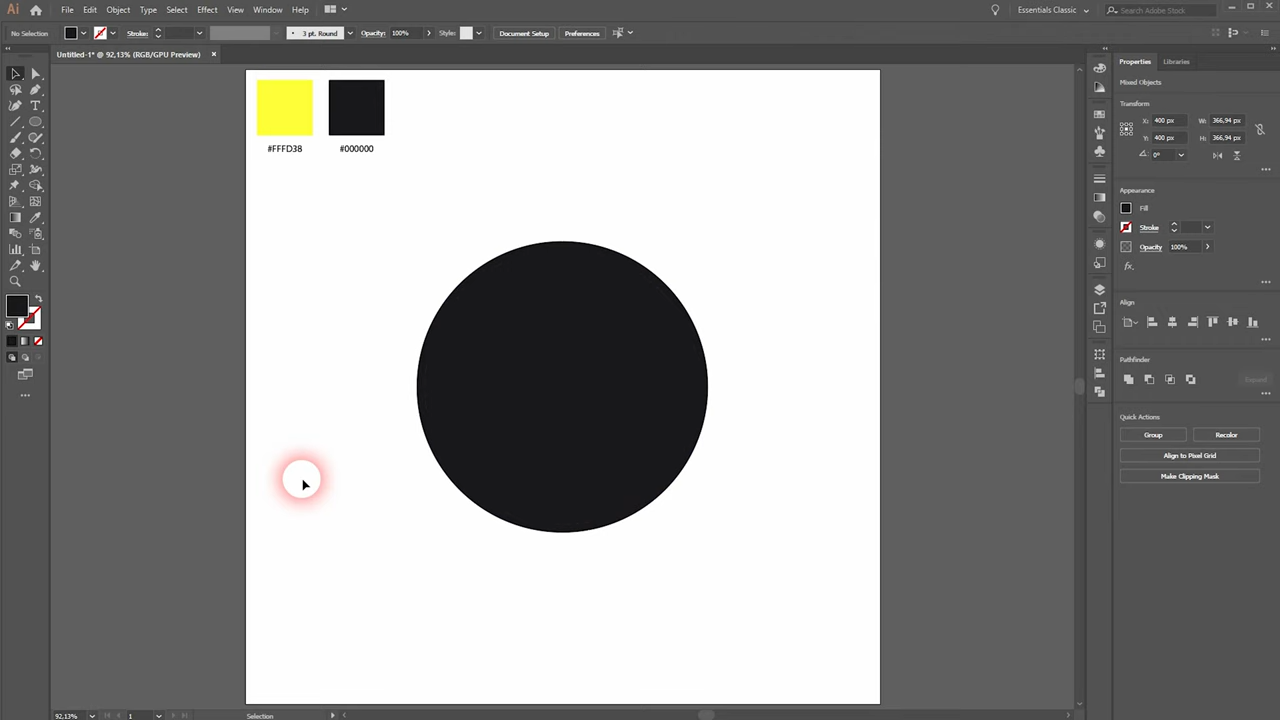 Ai File Edit Object Type Select Effect View Window Help Essentials Classic Search Adobe Stock
No Selection Stroke: 3 pt. Round Opacity: 100% Style: Document Setup Preferences
Untitled-1* @ 92,13% (RGB/GPU Preview) ×
Properties Libraries
Mixed Objects
#FFFD38 #000000
Transform
X: 400 px W: 366,94 px
Y: 400 px H: 366,94 px
0°
Appearance
Fill
Stroke
Opacity 100%
fx.
Align
Pathfinder
Expand
Quick Actions
Group Recolor
Align to Pixel Grid
Make Clipping Mask
92,13% 1 Selection